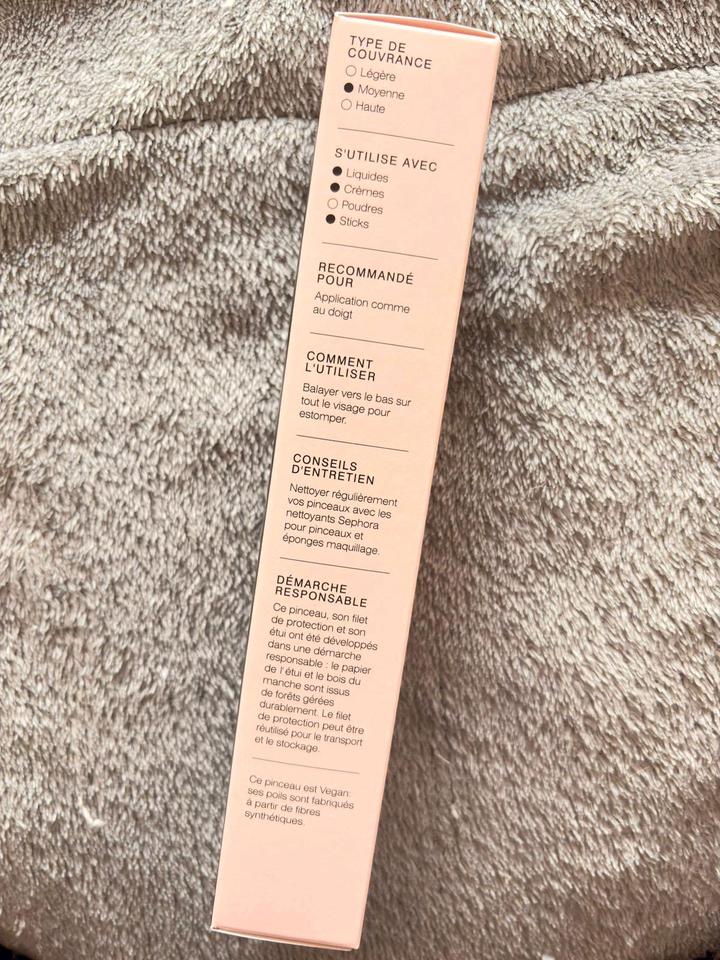 TYPE DE
COUVRANCE
Légère
Moyenne
Haute
S'UTILISE AVEC
Liquides
Crèmes
Poudres
Sticks
RECOMMANDÉ
POUR
Application comme
au doigt
COMMENT
L'UTILISER
Balayer vers le bas sur
tout le visage pour
estomper.
CONSEILS
D'ENTRETIEN
Nettoyer régulièrement
vos pinceaux avec les
nettoyants Sephora
pour pinceaux et
éponges maquillage.
DÉMARCHE
RESPONSABLE
Ce pinceau, son filet
de protection et son
étui ont été développés
dans une démarche
responsable : le papier
de l'étui et le bois du
manche sont issus
de forêts gérées
durablement. Le filet
de protection peut être
réutilisé pour le transport
et le stockage.
Ce pinceau est Vegan:
ses poils sont fabriqués
à partir de fibres
synthétiques.